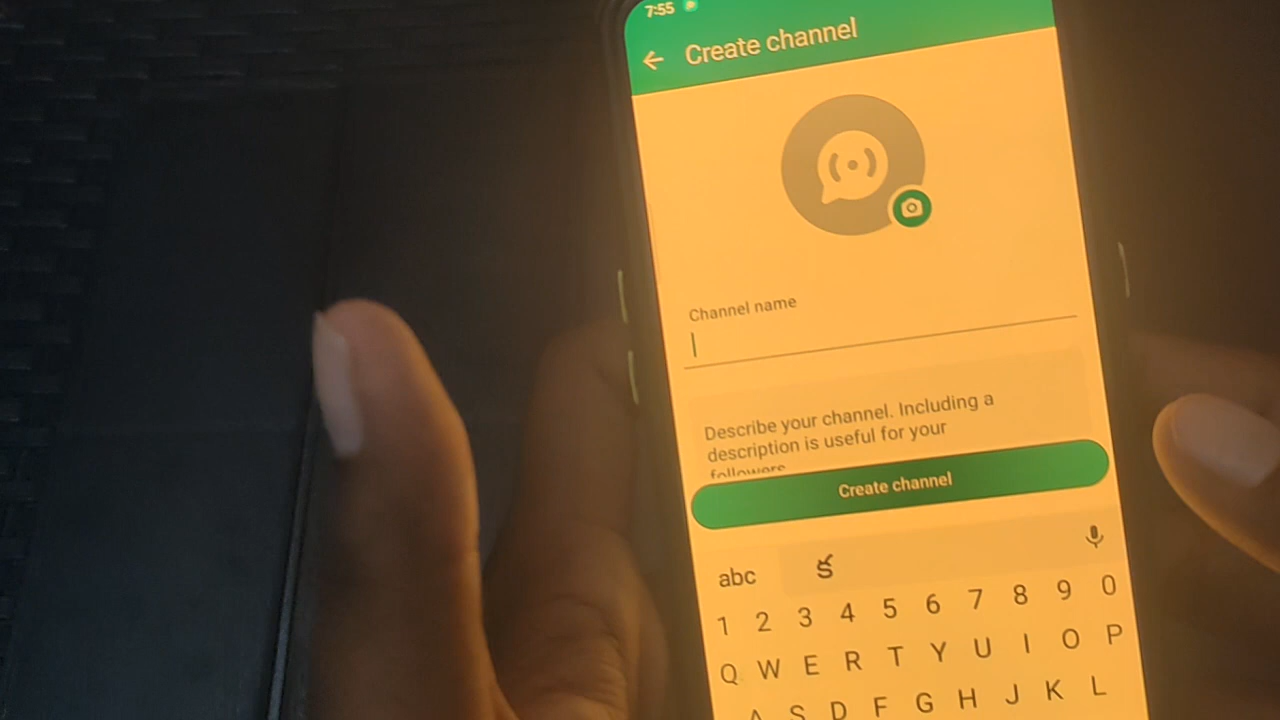 7:55
Create channel
Channel name
Describe your channel. Including a
description is useful for your
followers
Create channel
abc క
1 2 3 4 5 6 7 8 9 0
Q W E R T Y U I O P
A S D F G H J K L